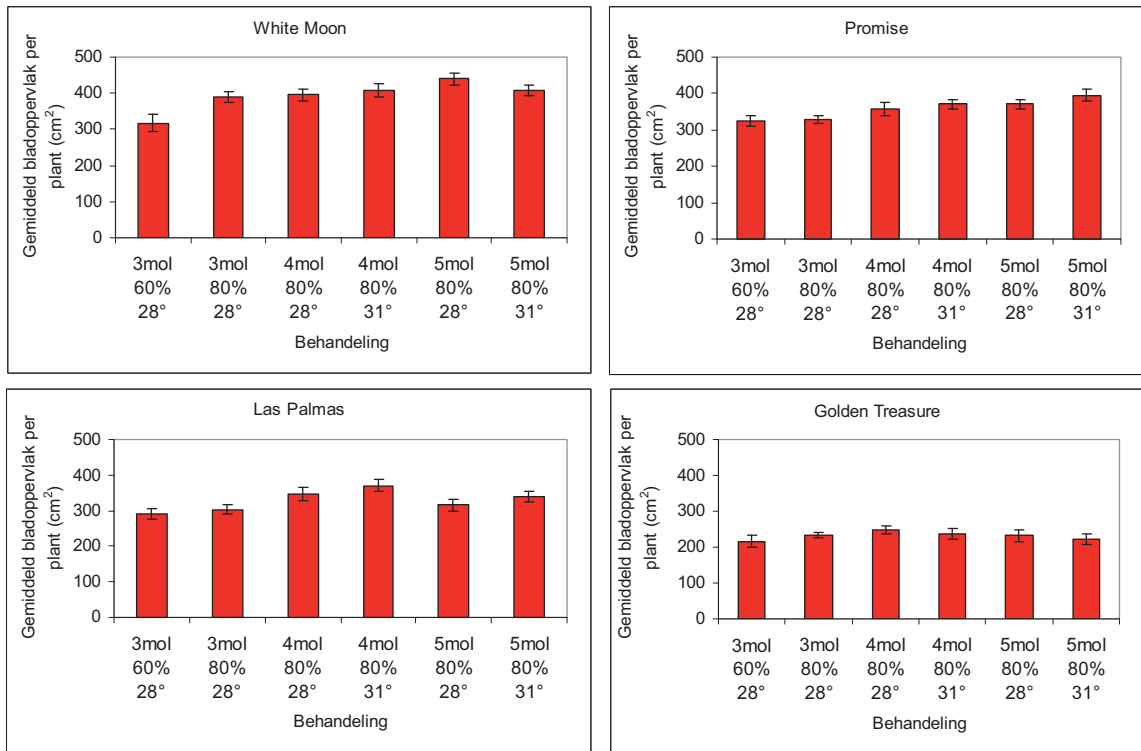 White Moon
Gemiddeld bladoppervlak per
plant (cm²)
500
400
300
200
100
0
3mol 3mol 4mol 4mol 5mol 5mol
60% 80% 80% 80% 80% 80%
28° 28° 28° 31° 28° 31°
Behandeling
Promise
Gemiddeld bladoppervlak per
plant (cm²)
500
400
300
200
100
0
3mol 3mol 4mol 4mol 5mol 5mol
60% 80% 80% 80% 80% 80%
28° 28° 28° 31° 28° 31°
Behandeling
Las Palmas
Gemiddeld bladoppervlak per
plant (cm²)
500
400
300
200
100
0
3mol 3mol 4mol 4mol 5mol 5mol
60% 80% 80% 80% 80% 80%
28° 28° 28° 31° 28° 31°
Behandeling
Golden Treasure
Gemiddeld bladoppervlak per
plant (cm²)
500
400
300
200
100
0
3mol 3mol 4mol 4mol 5mol 5mol
60% 80% 80% 80% 80% 80%
28° 28° 28° 31° 28° 31°
Behandeling